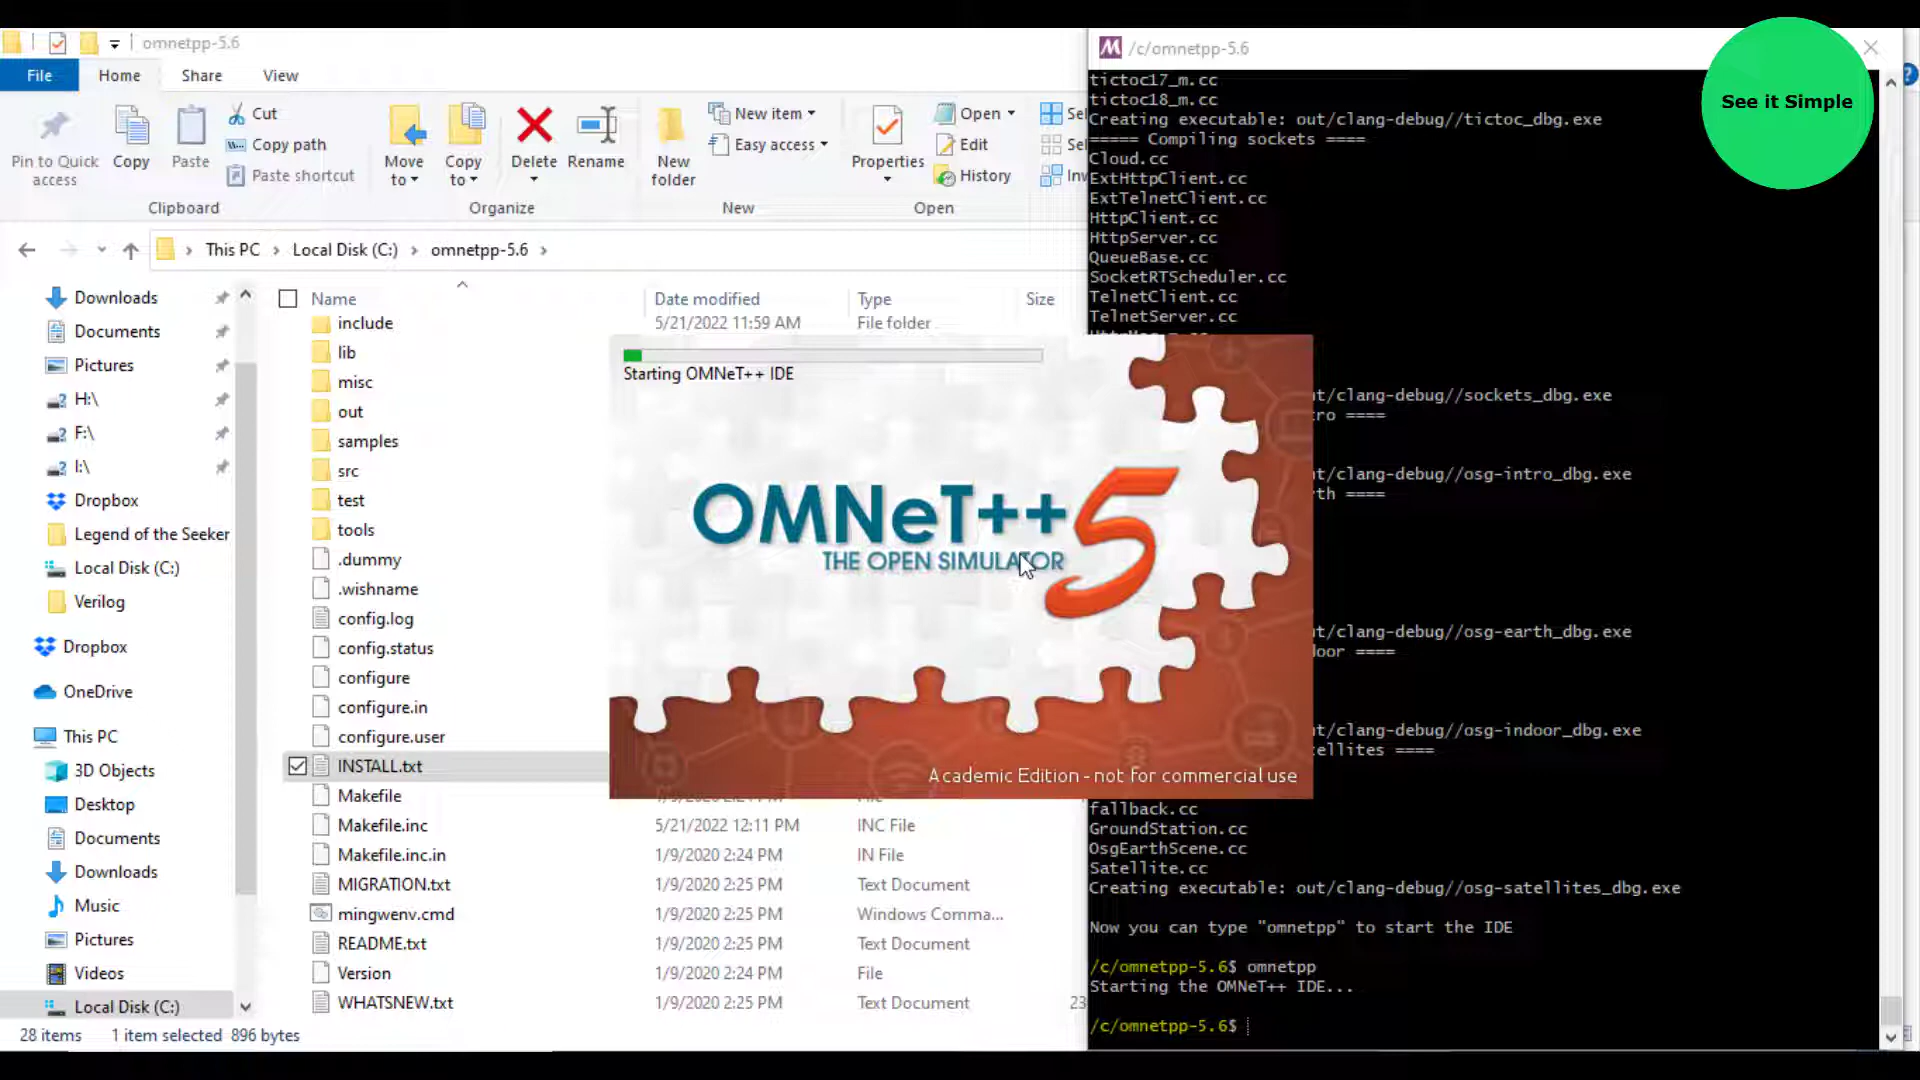 omnetpp-5.6
File
Home
Share
View
Pin to Quick access
Copy
Paste
Cut
Copy path
Paste shortcut
Clipboard
Move to
Copy to
Delete
Rename
Organize
New folder
New item
Easy access
New
Properties
Open
Edit
History
Open
This PC > Local Disk (C:) > omnetpp-5.6 >
Downloads
Documents
Pictures
H:\
F:\
I:\
Dropbox
Legend of the Seeker
Local Disk (C:)
Verilog
Dropbox
OneDrive
This PC
3D Objects
Desktop
Documents
Downloads
Music
Pictures
Videos
Local Disk (C:)
Name Date modified Type Size
include 5/21/2022 11:59 AM File folder
lib
misc
out
samples
src
test
tools
.dummy
.wishname
config.log
config.status
configure
configure.in
configure.user
INSTALL.txt
Makefile
Makefile.inc 5/21/2022 12:11 PM INC File
Makefile.inc.in 1/9/2020 2:24 PM IN File
MIGRATION.txt 1/9/2020 2:25 PM Text Document
mingwenv.cmd 1/9/2020 2:25 PM Windows Comma...
README.txt 1/9/2020 2:25 PM Text Document
Version 1/9/2020 2:24 PM File
WHATSNEW.txt 1/9/2020 2:25 PM Text Document 23
28 items 1 item selected 896 bytes
Starting OMNeT++ IDE
OMNeT++ 5
THE OPEN SIMULATOR
Academic Edition - not for commercial use
/c/omnetpp-5.6
See it Simple
tictoc17_m.cc
tictoc18_m.cc
Creating executable: out/clang-debug//tictoc_dbg.exe
===== Compiling sockets ====
Cloud.cc
ExtHttpClient.cc
ExtTelnetClient.cc
HttpClient.cc
HttpServer.cc
QueueBase.cc
SocketRTScheduler.cc
TelnetClient.cc
TelnetServer.cc
ut/clang-debug//sockets_dbg.exe
tro ====
ut/clang-debug//osg-intro_dbg.exe
rth ====
ut/clang-debug//osg-earth_dbg.exe
door ====
ut/clang-debug//osg-indoor_dbg.exe
tellites ====
fallback.cc
GroundStation.cc
OsgEarthScene.cc
Satellite.cc
Creating executable: out/clang-debug//osg-satellites_dbg.exe
Now you can type "omnetpp" to start the IDE
/c/omnetpp-5.6$ omnetpp
Starting the OMNeT++ IDE...
/c/omnetpp-5.6$